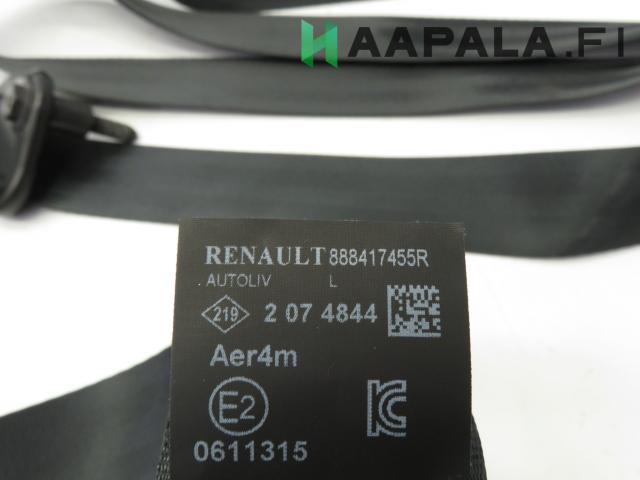 HAAPALA.FI
RENAULT 888417455R
AUTOLIV L
219 2 07 4844
Aer4m
E2
0611315